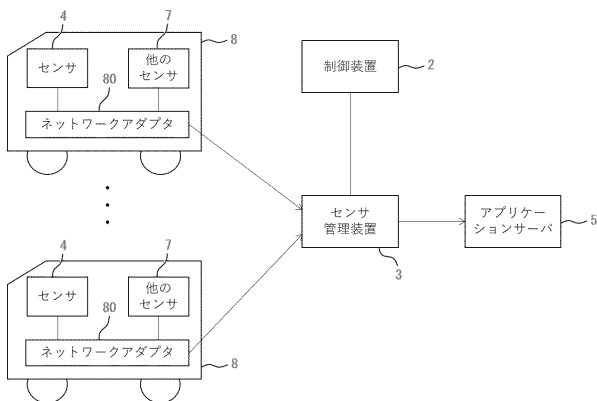 4
7
8
センサ
他の
センサ
80
ネットワークアダプタ
制御装置
2
センサ
管理装置
3
アプリケー
ションサーバ
5
4
7
センサ
他の
センサ
80
ネットワークアダプタ
8